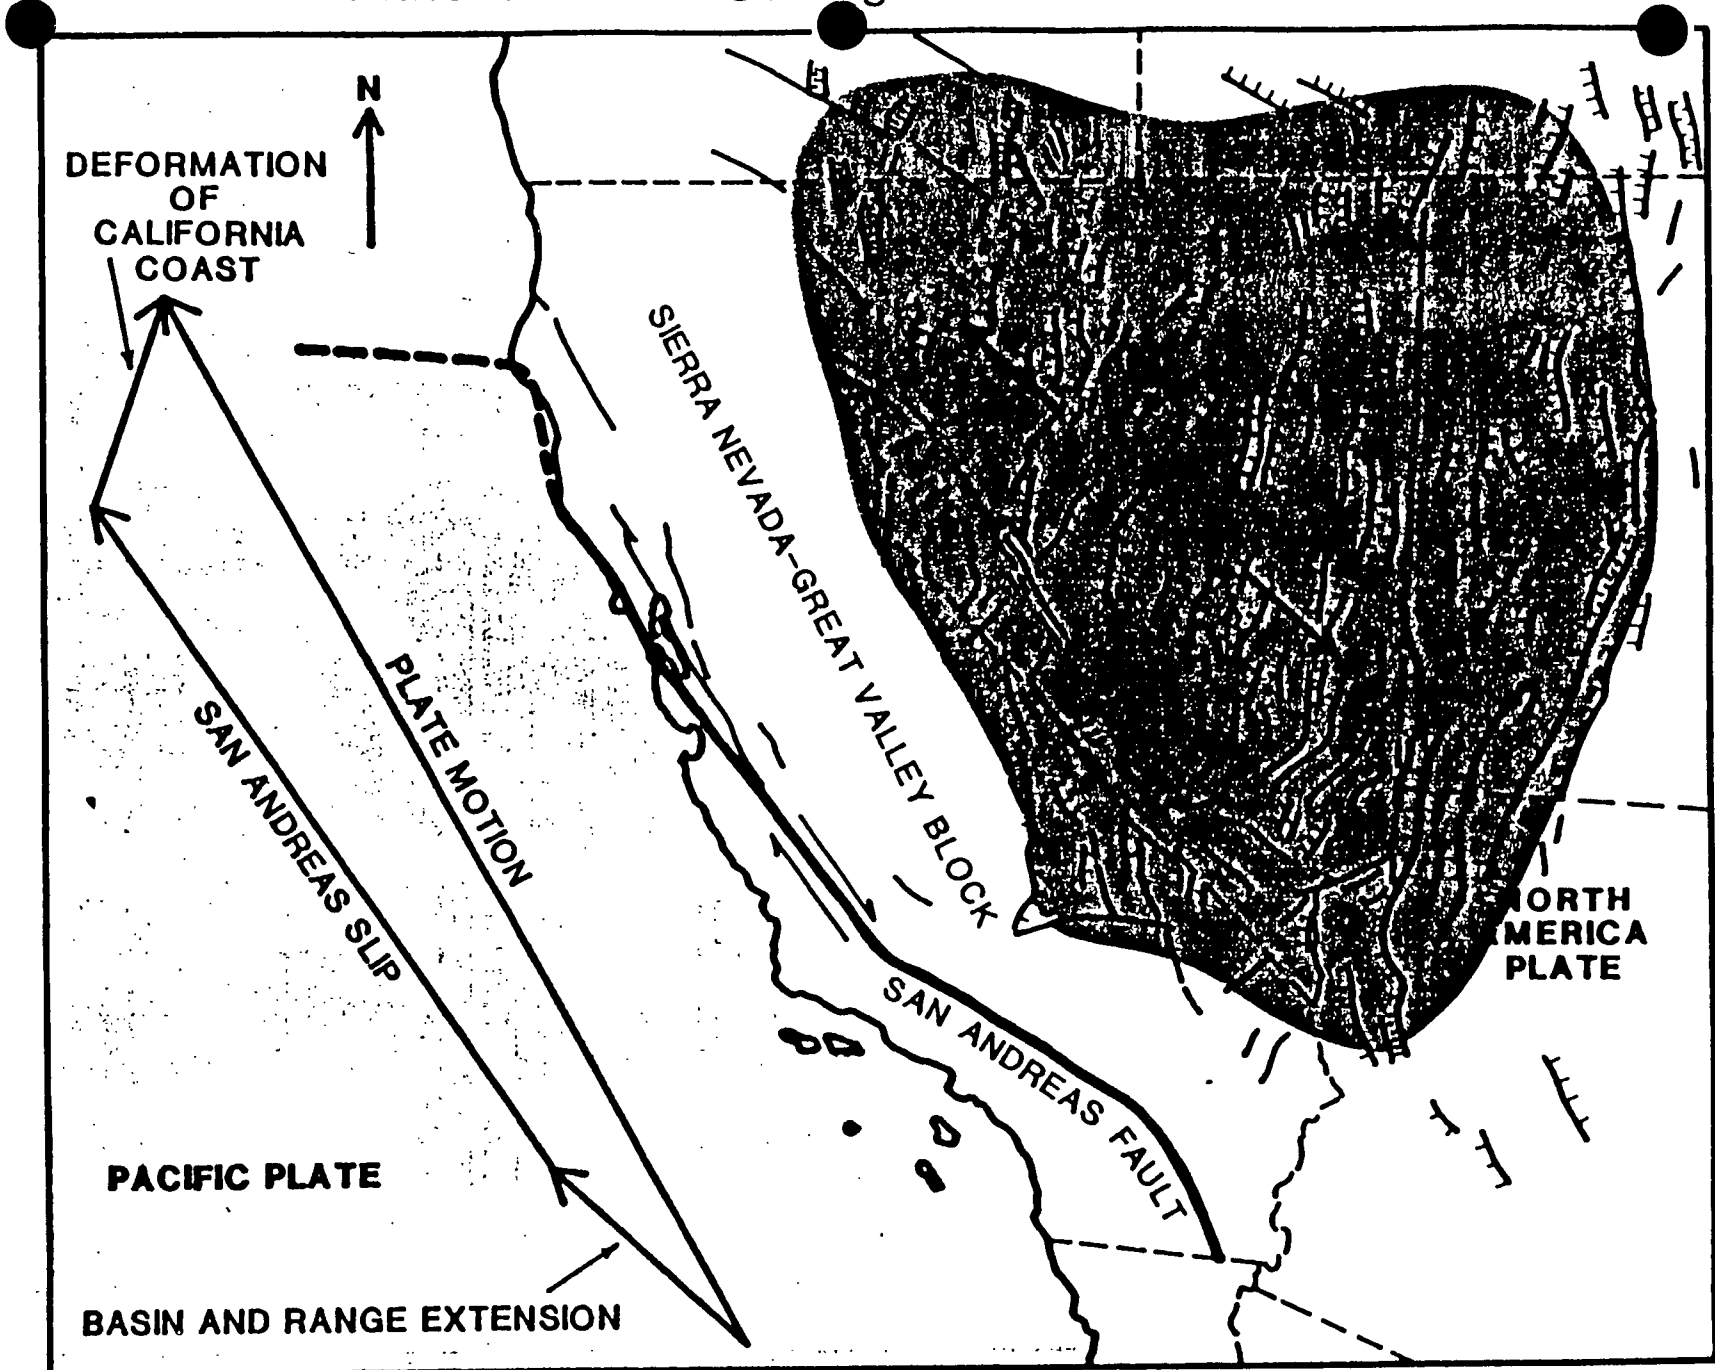 N
DEFORMATION
OF
CALIFORNIA
COAST
SIERRA NEVADA-GREAT VALLEY BLOCK
PLATE MOTION
SAN ANDREAS SLIP
NORTH
AMERICA
PLATE
SAN ANDREAS FAULT
PACIFIC PLATE
BASIN AND RANGE EXTENSION